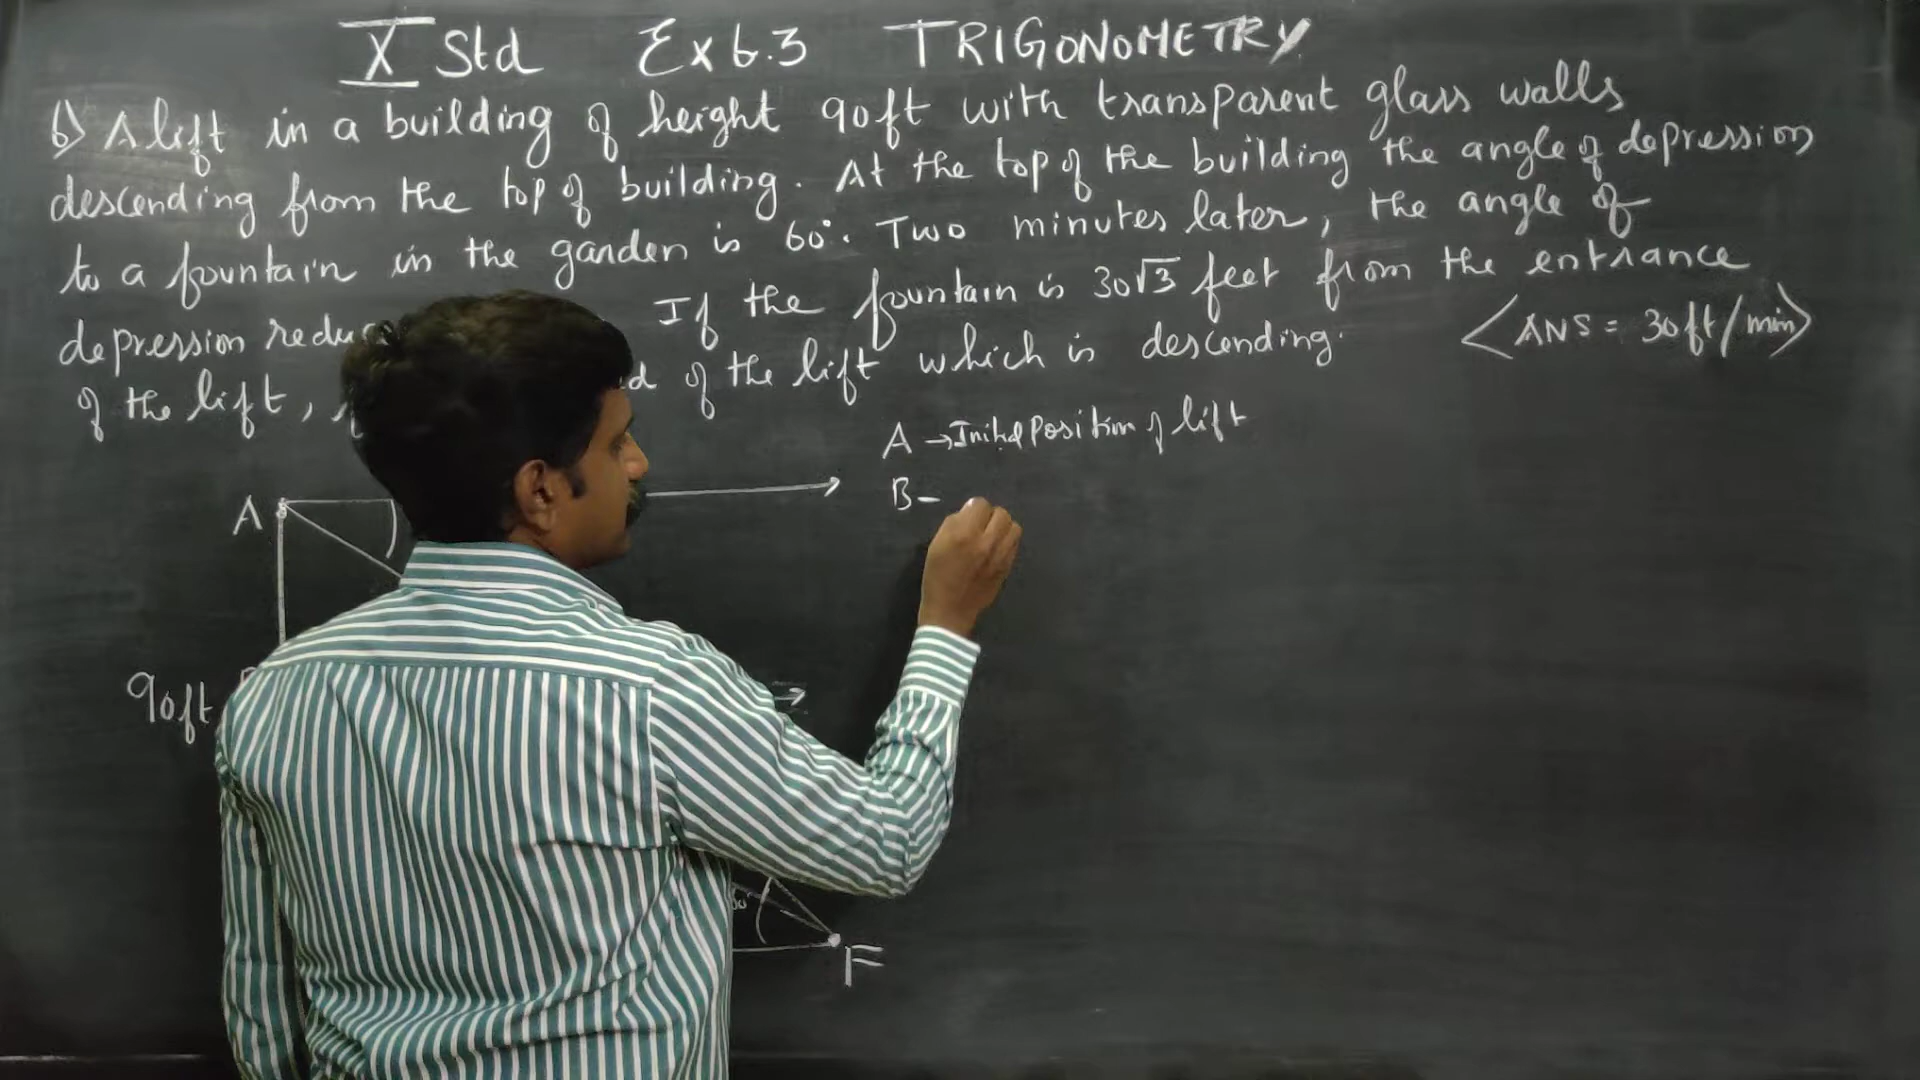 X Std Ex 6.3 TRIGONOMETRY
6) A lift in a building of height 90ft with transparent glass walls
descending from the top of building. At the top of the building the angle of depression
to a fountain in the garden is 60°. Two minutes later, the angle of
depression If the fountain is 30√3 feet from the entrance
of the lift, of the lift which is descending.
<ANS = 30ft/min>
A → Initial position of lift
B -
A
90ft
F